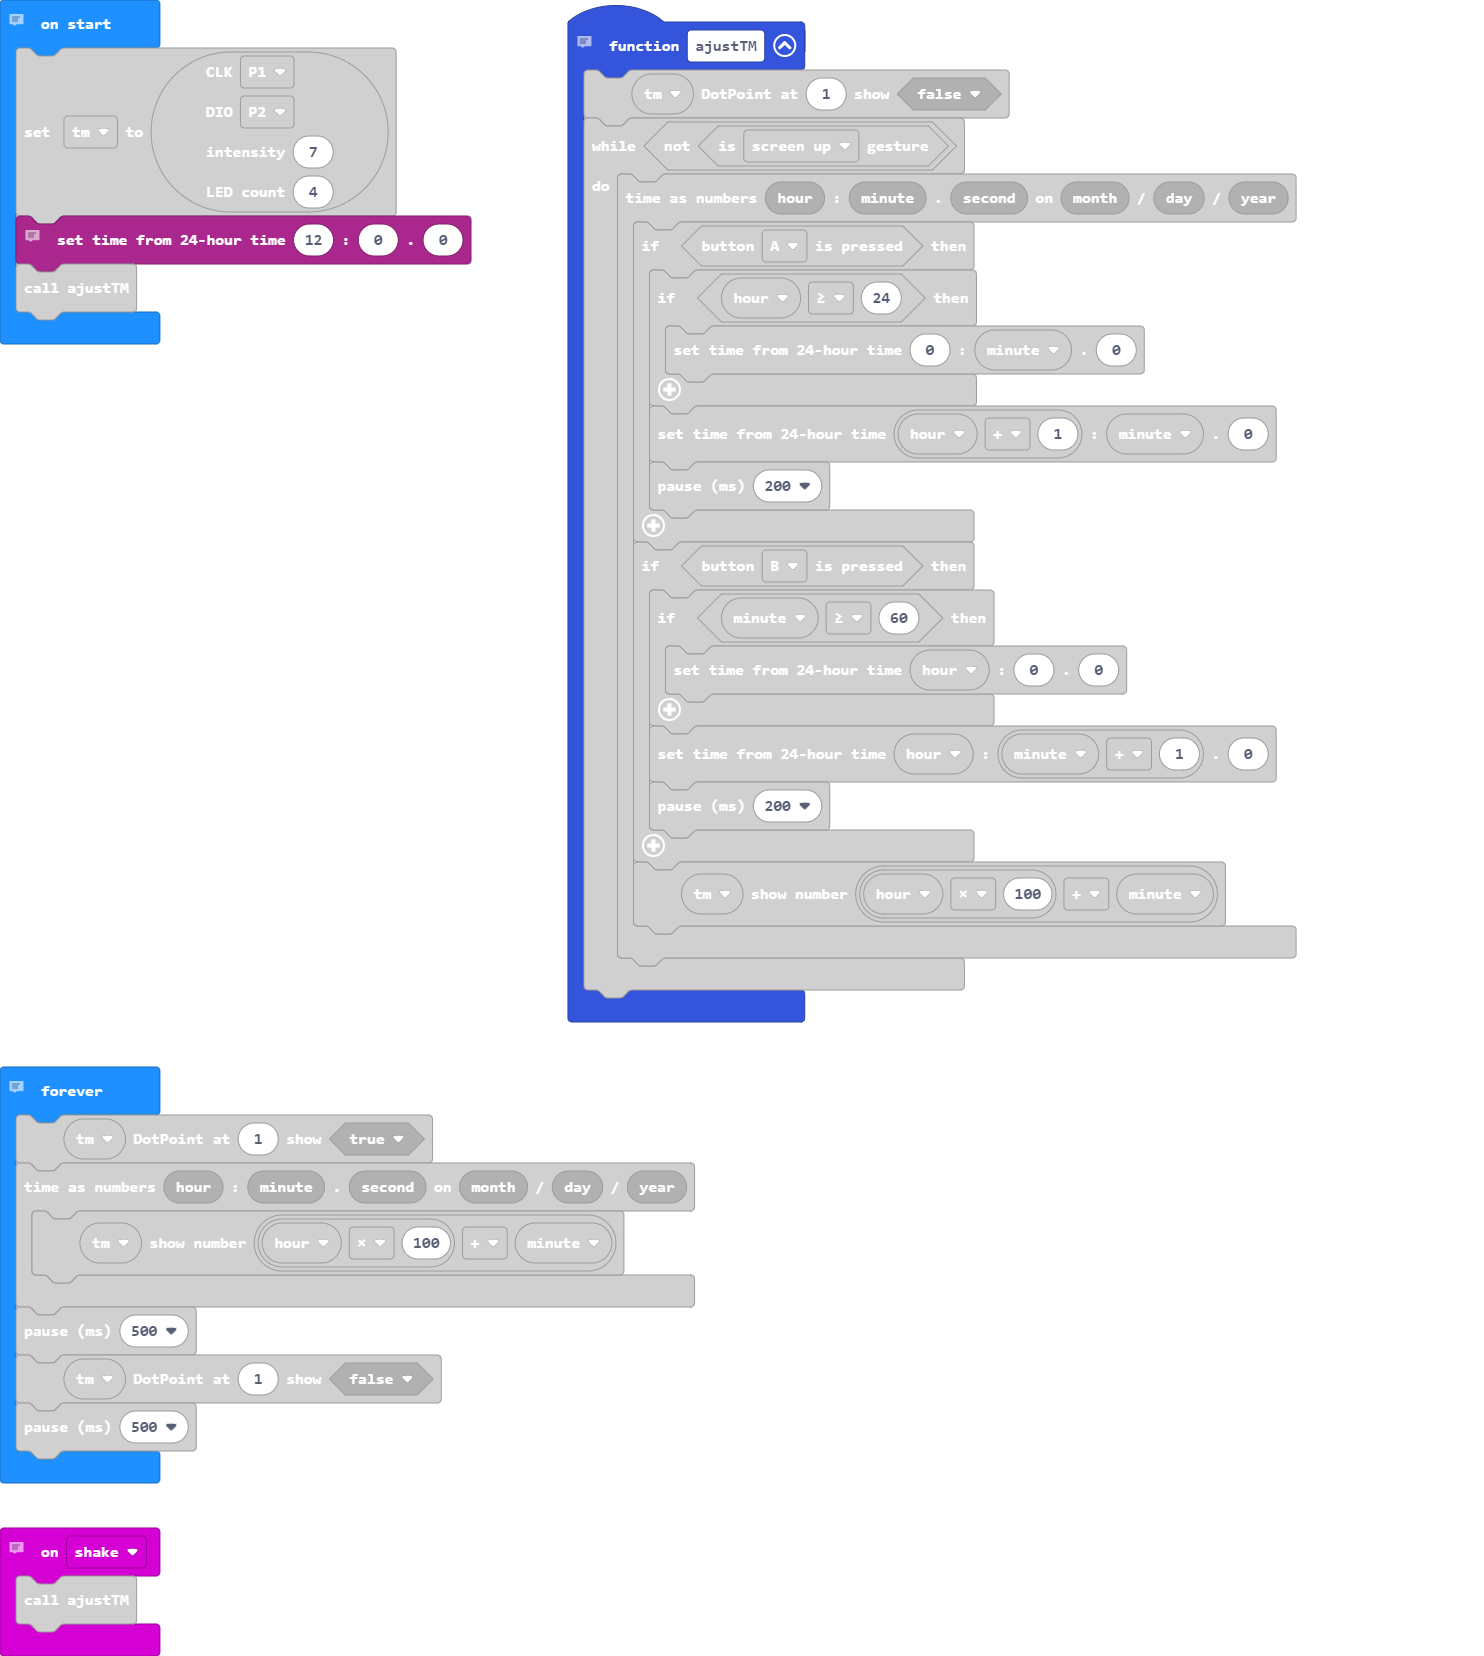 on start
CLK P1
DIO P2
set tm to
intensity 7
LED count 4
set time from 24-hour time 12 : 0 . 0
call ajustTM
function ajustTM
tm DotPoint at 1 show false
while not is screen up gesture
do
time as numbers hour : minute . second on month / day / year
if button A is pressed then
if hour ≥ 24 then
set time from 24-hour time 0 : minute . 0
set time from 24-hour time hour + 1 : minute . 0
pause (ms) 200
if button B is pressed then
if minute ≥ 60 then
set time from 24-hour time hour : 0 . 0
set time from 24-hour time hour : minute + 1 . 0
pause (ms) 200
tm show number hour × 100 + minute
forever
tm DotPoint at 1 show true
time as numbers hour : minute . second on month / day / year
tm show number hour × 100 + minute
pause (ms) 500
tm DotPoint at 1 show false
pause (ms) 500
on shake
call ajustTM